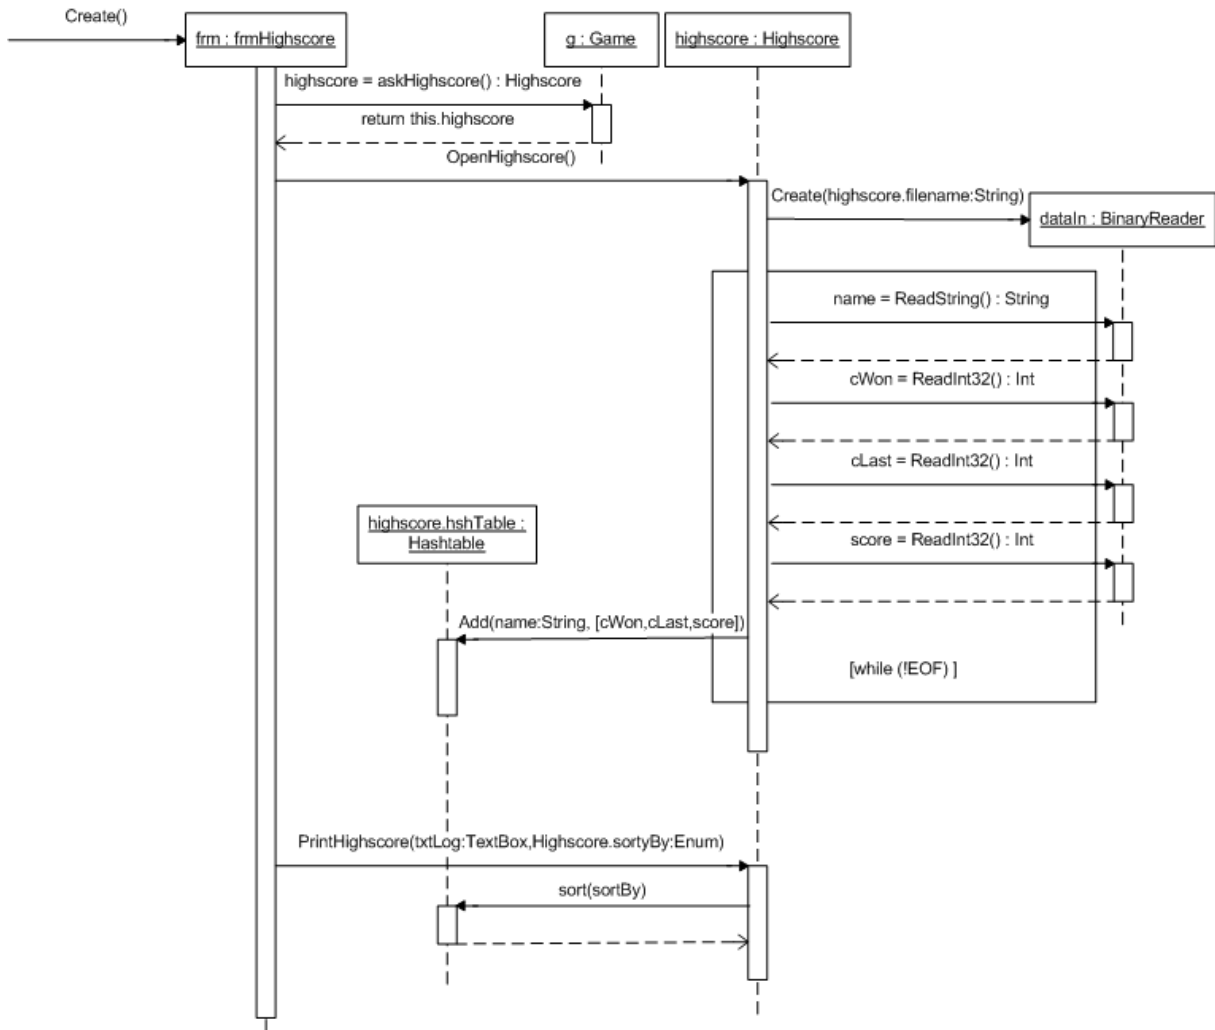 Create()
frm : frmHighscore
g : Game
highscore : Highscore
highscore = askHighscore() : Highscore
return this.highscore
OpenHighscore()
Create(highscore.filename:String)
dataIn : BinaryReader
name = ReadString() : String
cWon = ReadInt32() : Int
cLast = ReadInt32() : Int
highscore.hshTable :
Hashtable
score = ReadInt32() : Int
Add(name:String, [cWon,cLast,score])
[while (!EOF) ]
PrintHighscore(txtLog:TextBox,Highscore.sortyBy:Enum)
sort(sortBy)